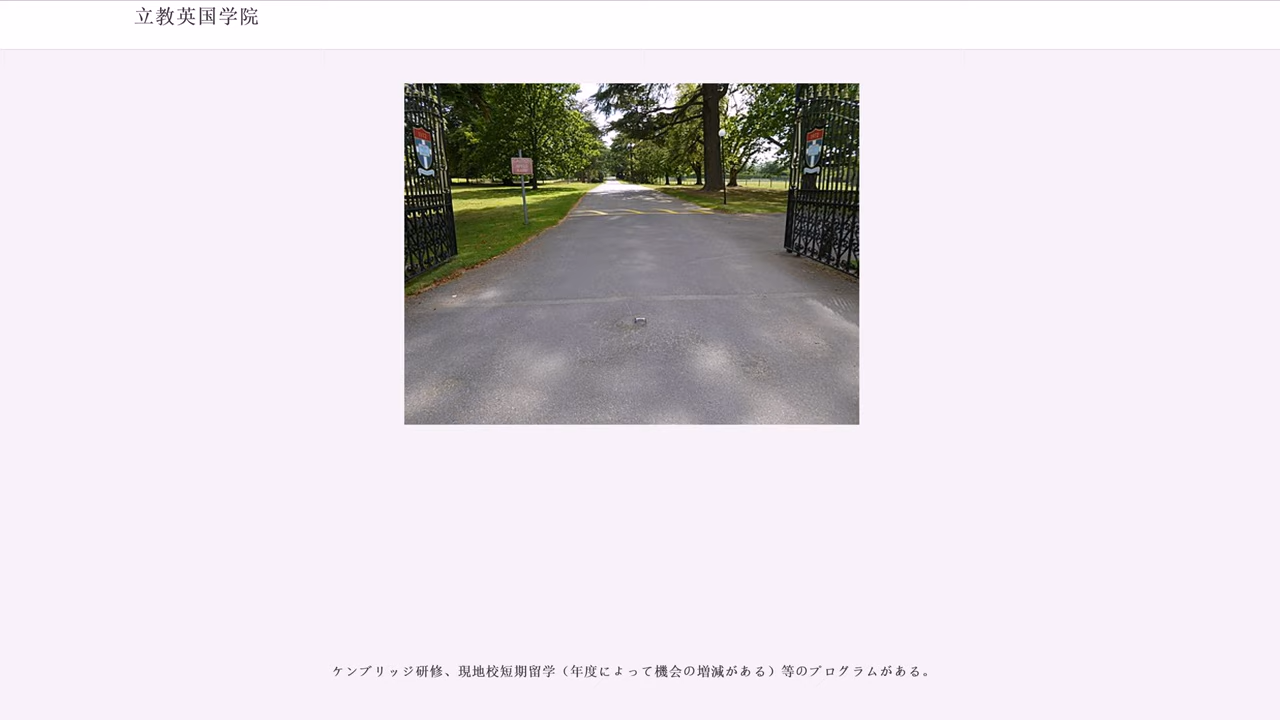 立教英国学院
ケンブリッジ研修、現地校短期留学（年度によって機会の増減がある）等のプログラムがある。